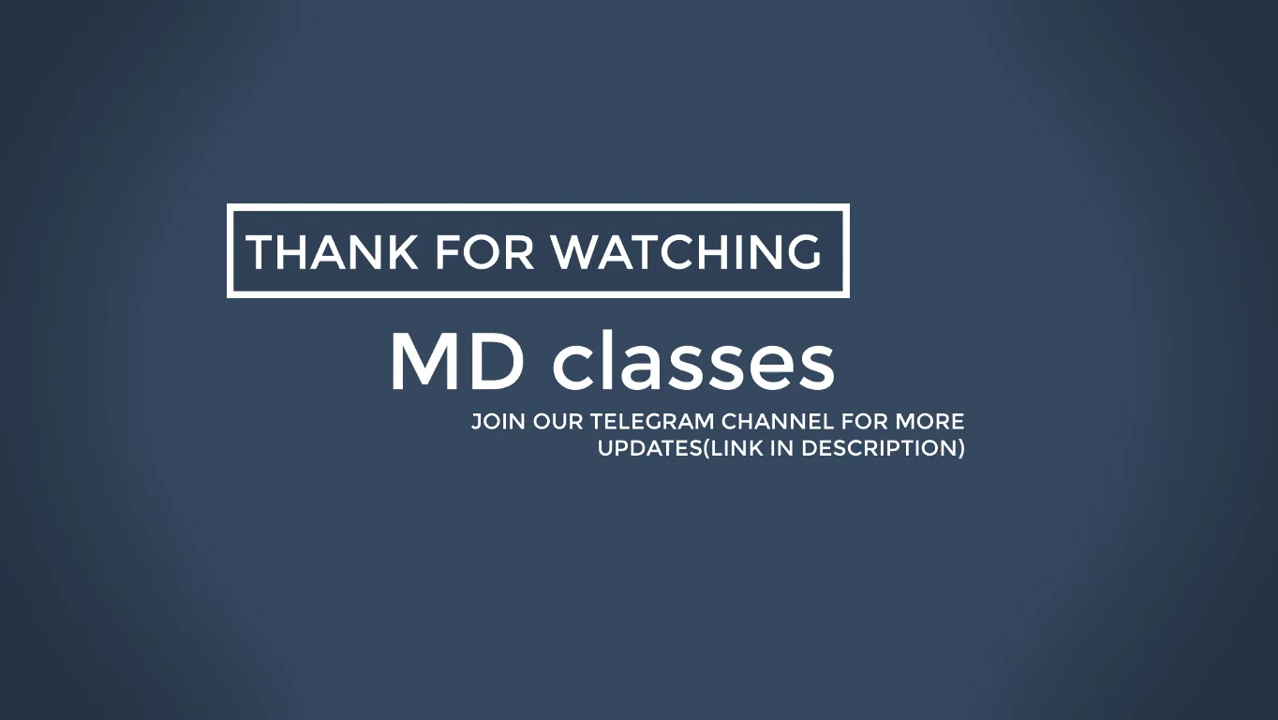 THANK FOR WATCHING
MD classes
JOIN OUR TELEGRAM CHANNEL FOR MORE
UPDATES(LINK IN DESCRIPTION)